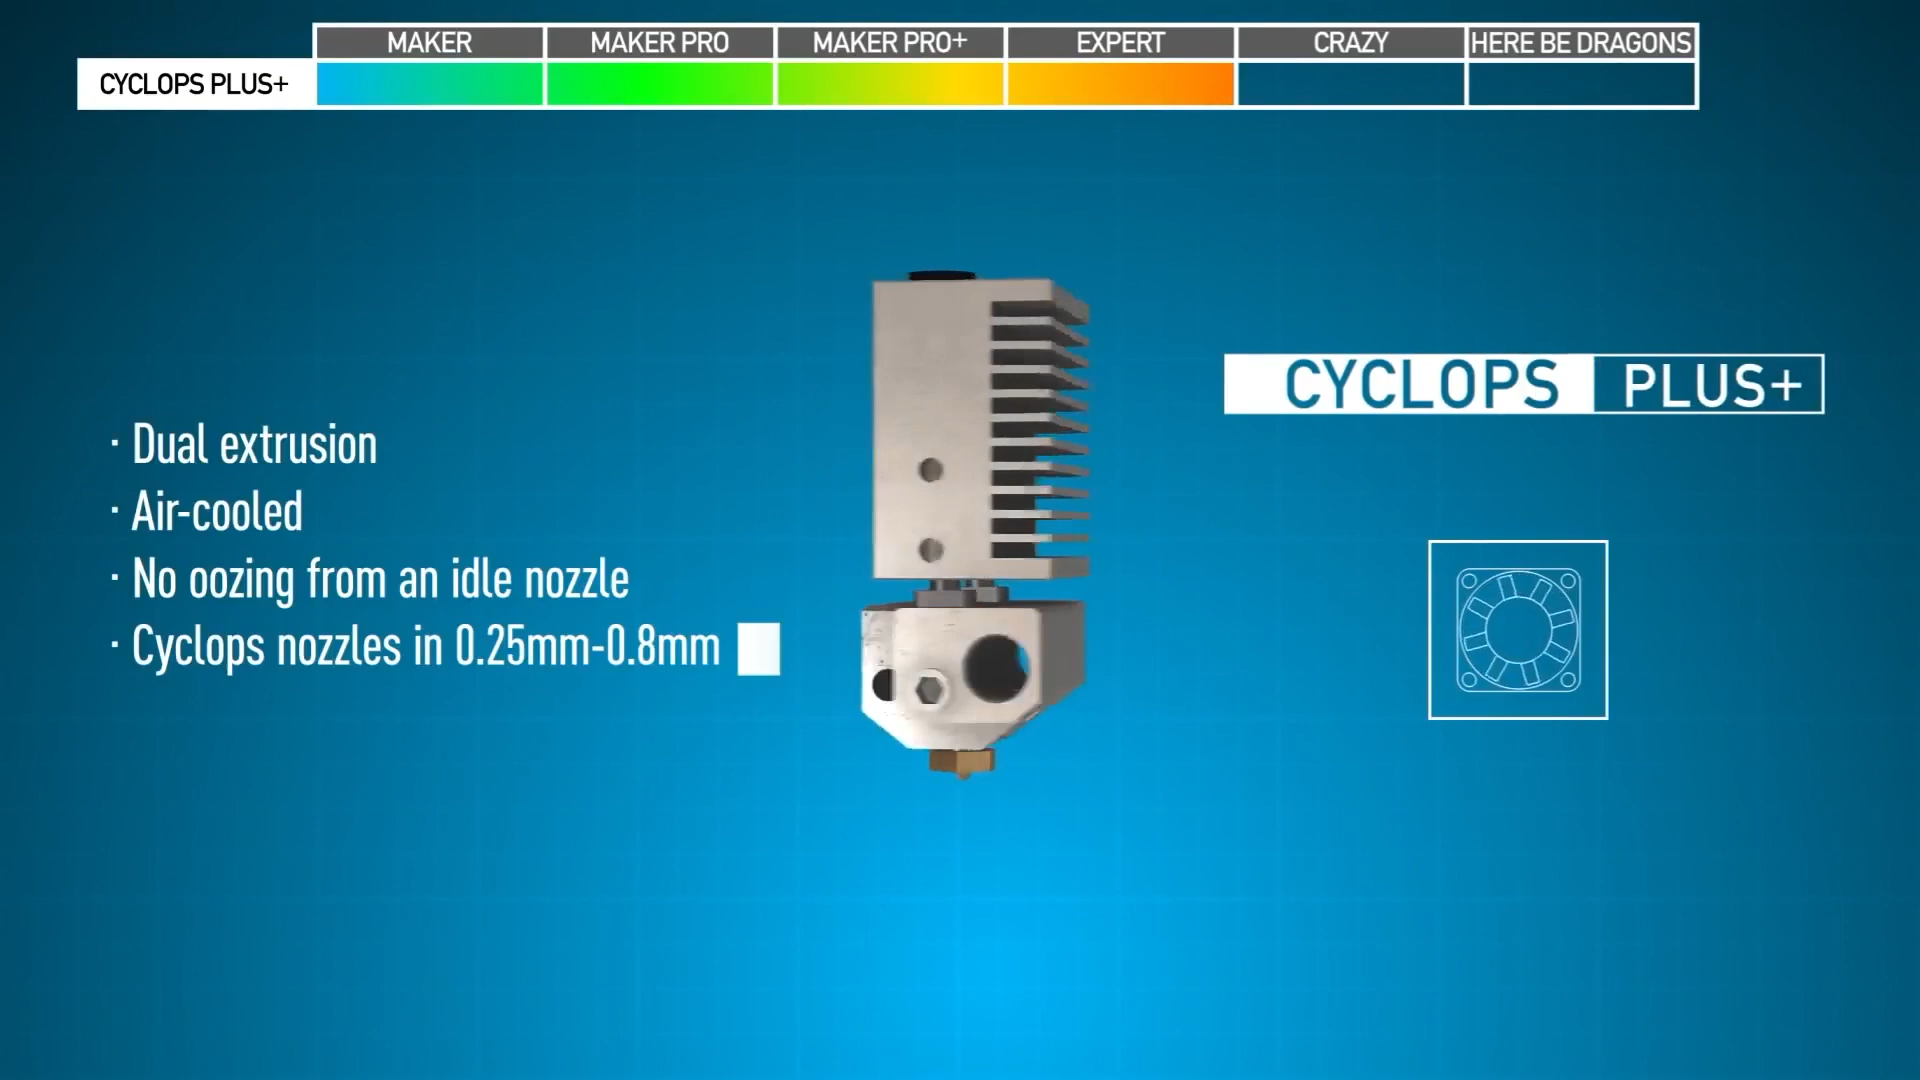 MAKER MAKER PRO MAKER PRO+ EXPERT CRAZY HERE BE DRAGONS
CYCLOPS PLUS+
CYCLOPS PLUS+
· Dual extrusion
· Air-cooled
· No oozing from an idle nozzle
· Cyclops nozzles in 0.25mm-0.8mm